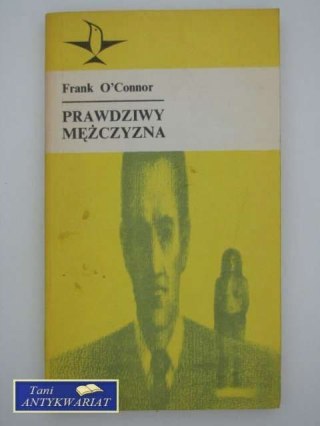 Frank O'Connor
PRAWDZIWY
MĘŻCZYZNA
Tani
ANTYKWARIAT